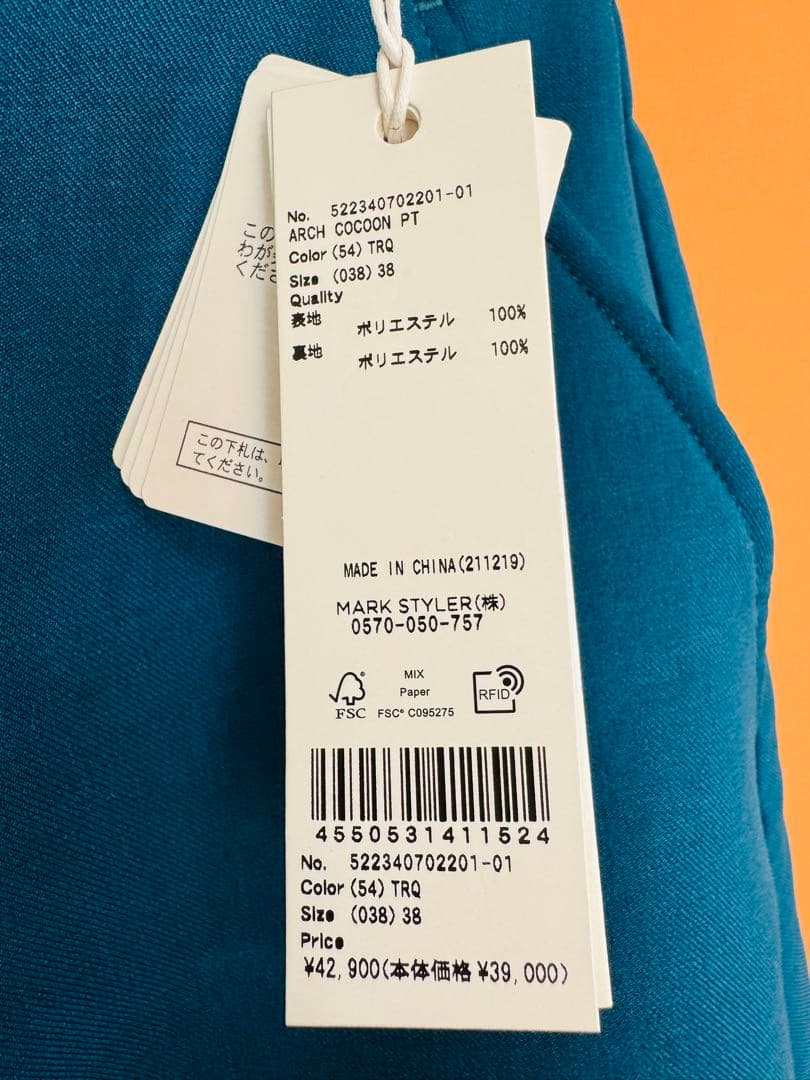 No. 522340702201-01
ARCH COCOON PT
Color (54) TRQ
Size (038) 38
Quality
表地 ポリエステル 100%
裏地 ポリエステル 100%
MADE IN CHINA(211219)
MARK STYLER(株)
0570-050-757
FSC
MIX
Paper
FSC® C095275
RFID
4550531411524
No. 522340702201-01
Color (54) TRQ
Size (038) 38
Price
¥42,900(本体価格 ¥39,000)
この
わが
くださ
この下札は、
てください。